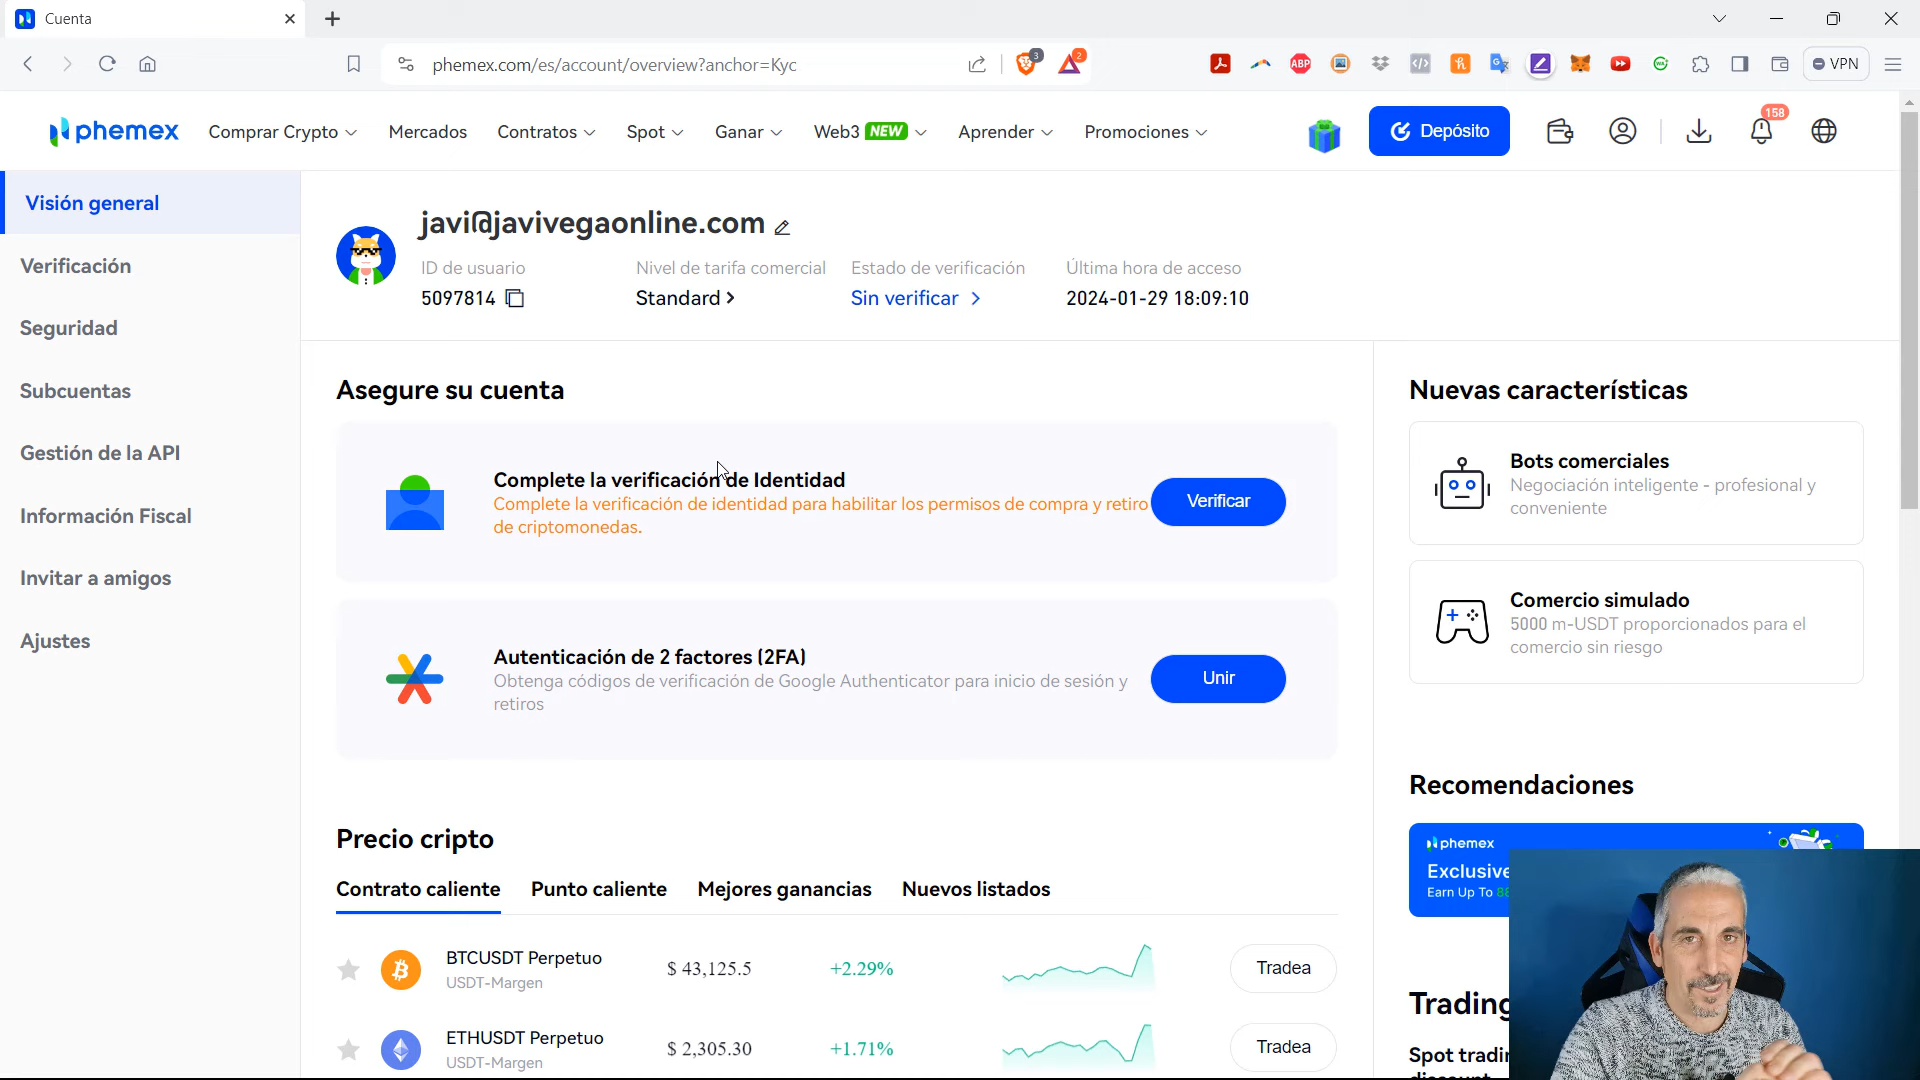 Cuenta
phemex.com/es/account/overview?anchor=Kyc
3
2
ABP
VPN
phemex
Comprar Crypto
Mercados
Contratos
Spot
Ganar
Web3 NEW
Aprender
Promociones
Depósito
158
Visión general
Verificación
Seguridad
Subcuentas
Gestión de la API
Información Fiscal
Invitar a amigos
Ajustes
javi@javivegaonline.com
ID de usuario
5097814
Nivel de tarifa comercial
Standard >
Estado de verificación
Sin verificar >
Última hora de acceso
2024-01-29 18:09:10
Asegure su cuenta
Complete la verificación de Identidad
Complete la verificación de identidad para habilitar los permisos de compra y retiro
de criptomonedas.
Verificar
Autenticación de 2 factores (2FA)
Obtenga códigos de verificación de Google Authenticator para inicio de sesión y
retiros
Unir
Precio cripto
Contrato caliente
Punto caliente
Mejores ganancias
Nuevos listados
BTCUSDT Perpetuo
USDT-Margen
$ 43,125.5
+2.29%
Tradea
ETHUSDT Perpetuo
USDT-Margen
$ 2,305.30
+1.71%
Tradea
Nuevas características
Bots comerciales
Negociación inteligente - profesional y
conveniente
Comercio simulado
5000 m-USDT proporcionados para el
comercio sin riesgo
Recomendaciones
phemex
Exclusive
Earn Up To
Trading
Spot